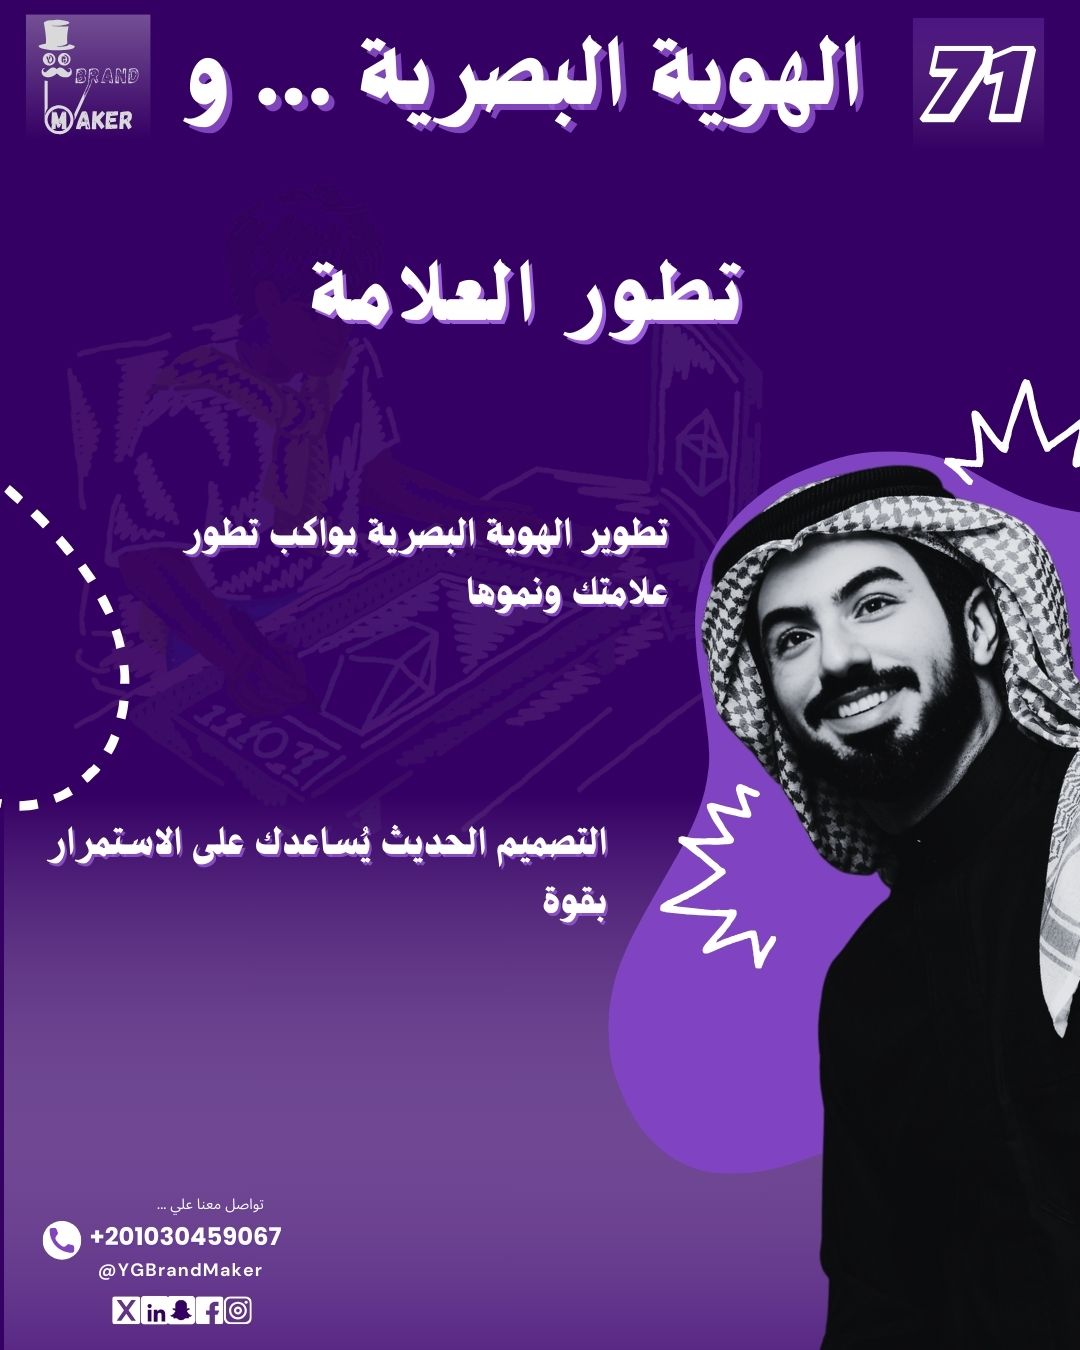 الهوية البصرية ... و
71
BRAND
MAKER
تطور العلامة
تطوير الهوية البصرية يواكب تطور
علامتك ونموها
التصميم الحديث يُساعدك على الاستمرار
بقوة
تواصل معنا علي ...
+201030459067
@YGBrandMaker